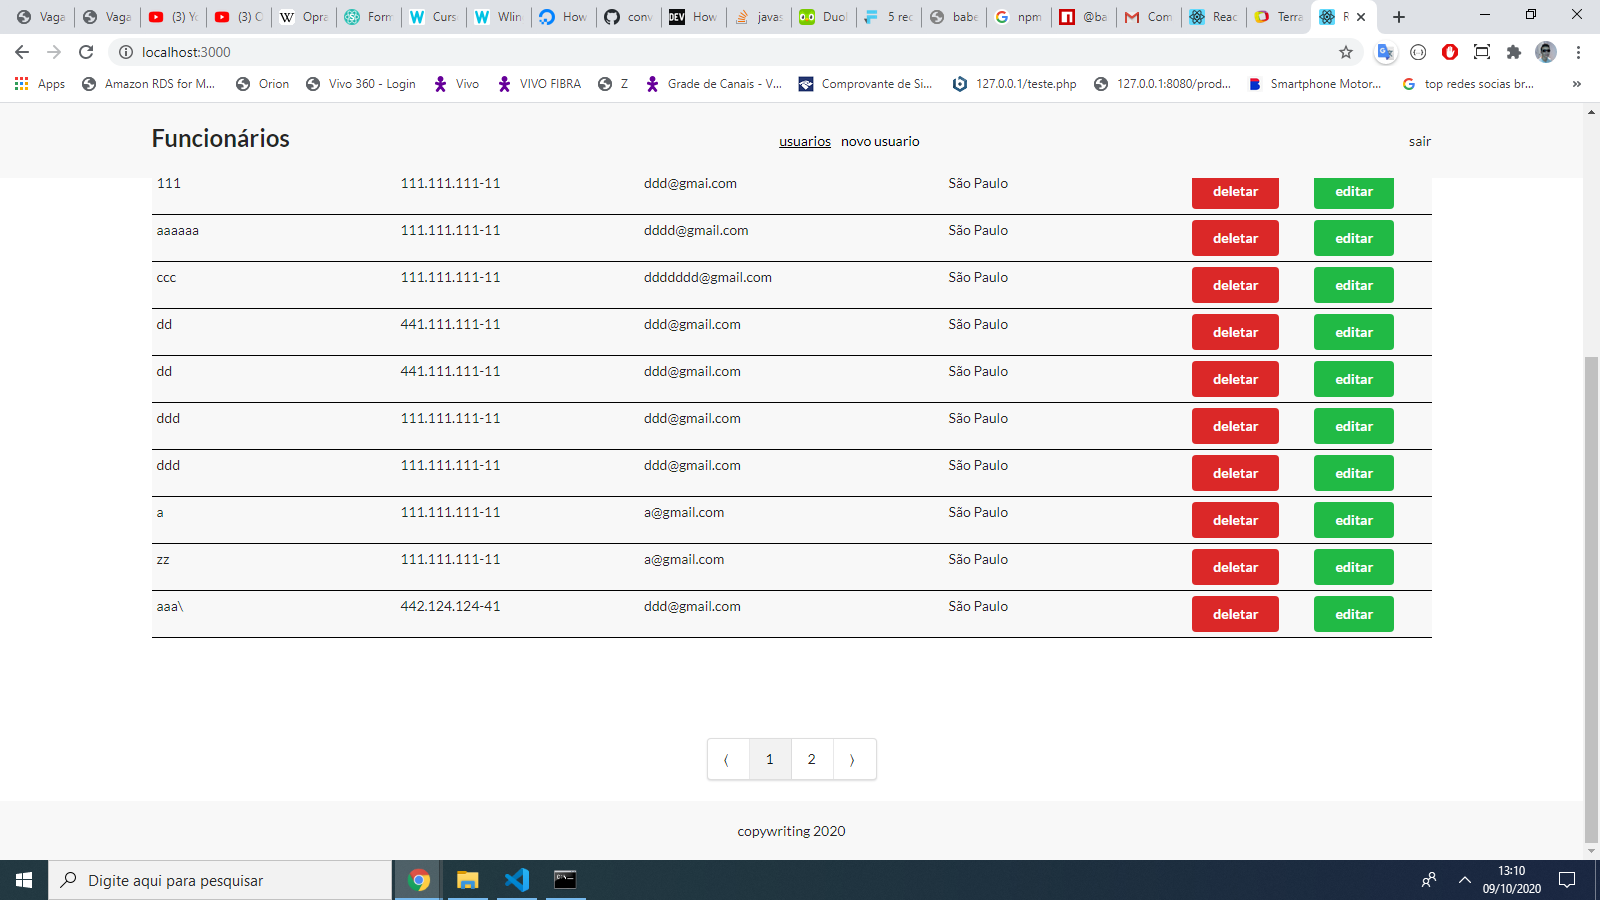 Vaga Vaga (3) Yo (3) C Opra Form Curs Wlin How conv How javas Duol 5 rec babe npm @ba Com Reac Terra R
localhost:3000
Apps Amazon RDS for M... Orion Vivo 360 - Login Vivo VIVO FIBRA Z Grade de Canais - V... Comprovante de Si... 127.0.0.1/teste.php 127.0.0.1:8080/prod... Smartphone Motor... top redes socias br... »
Funcionários usuarios novo usuario sair
111 111.111.111-11 ddd@gmai.com São Paulo deletar editar
aaaaaa 111.111.111-11 dddd@gmail.com São Paulo deletar editar
ccc 111.111.111-11 ddddddd@gmail.com São Paulo deletar editar
dd 441.111.111-11 ddd@gmail.com São Paulo deletar editar
dd 441.111.111-11 ddd@gmail.com São Paulo deletar editar
ddd 111.111.111-11 ddd@gmail.com São Paulo deletar editar
ddd 111.111.111-11 ddd@gmail.com São Paulo deletar editar
a 111.111.111-11 a@gmail.com São Paulo deletar editar
zz 111.111.111-11 a@gmail.com São Paulo deletar editar
aaa\ 442.124.124-41 ddd@gmail.com São Paulo deletar editar
⟨ 1 2 ⟩
copywriting 2020
Digite aqui para pesquisar
13:10
09/10/2020